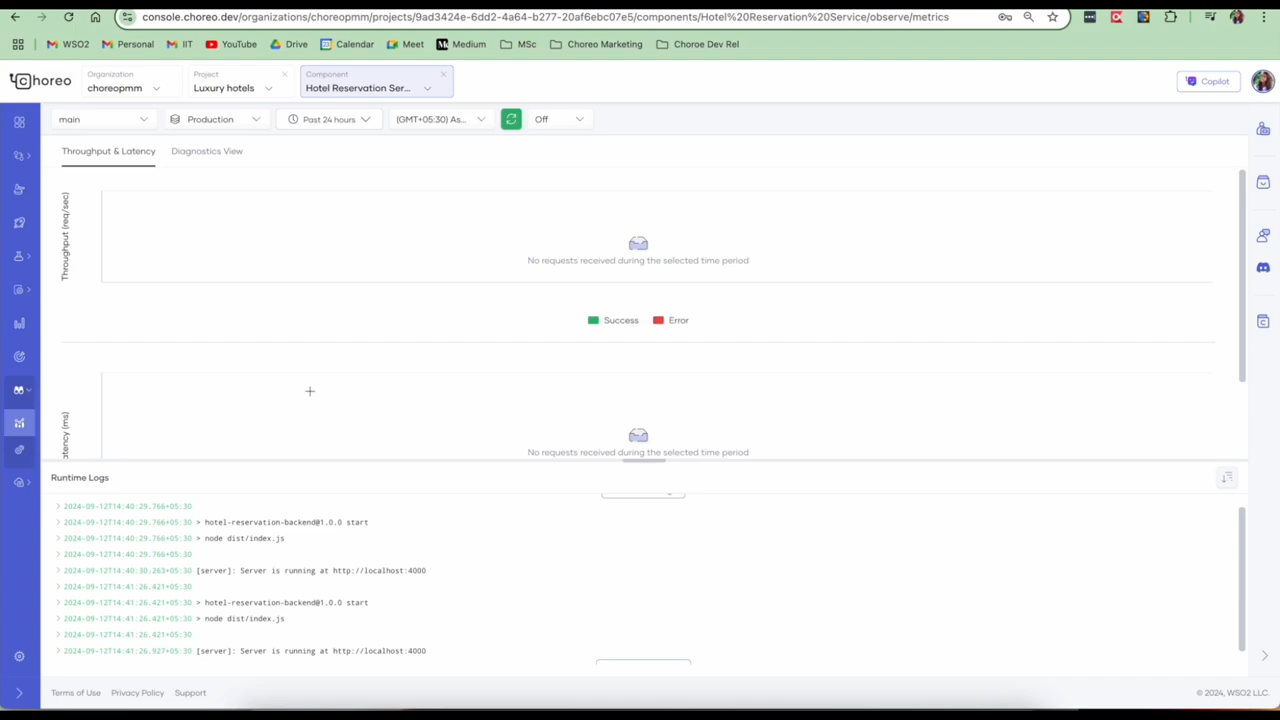 console.choreo.dev/organizations/choreopmm/projects/9ad3424e-6dd2-4a64-b277-20af6ebc07e5/components/Hotel%20Reservation%20Service/observe/metrics
WSO2 Personal IIT YouTube Drive Calendar Meet Medium MSc Choreo Marketing Choroe Dev Rel
choreo
Organization
choreopmm
Project
Luxury hotels
Component
Hotel Reservation Ser...
Copilot
main Production Past 24 hours (GMT+05:30) As... Off
Throughput & Latency Diagnostics View
Throughput (req/sec)
No requests received during the selected time period
Success Error
atency (ms)
No requests received during the selected time period
Runtime Logs
> 2024-09-12T14:40:29.766+05:30
> 2024-09-12T14:40:29.766+05:30 > hotel-reservation-backend@1.0.0 start
> 2024-09-12T14:40:29.766+05:30 > node dist/index.js
> 2024-09-12T14:40:29.766+05:30
> 2024-09-12T14:40:30.263+05:30 [server]: Server is running at http://localhost:4000
> 2024-09-12T14:41:26.421+05:30
> 2024-09-12T14:41:26.421+05:30 > hotel-reservation-backend@1.0.0 start
> 2024-09-12T14:41:26.421+05:30 > node dist/index.js
> 2024-09-12T14:41:26.421+05:30
> 2024-09-12T14:41:26.927+05:30 [server]: Server is running at http://localhost:4000
Terms of Use Privacy Policy Support
© 2024, WSO2 LLC.